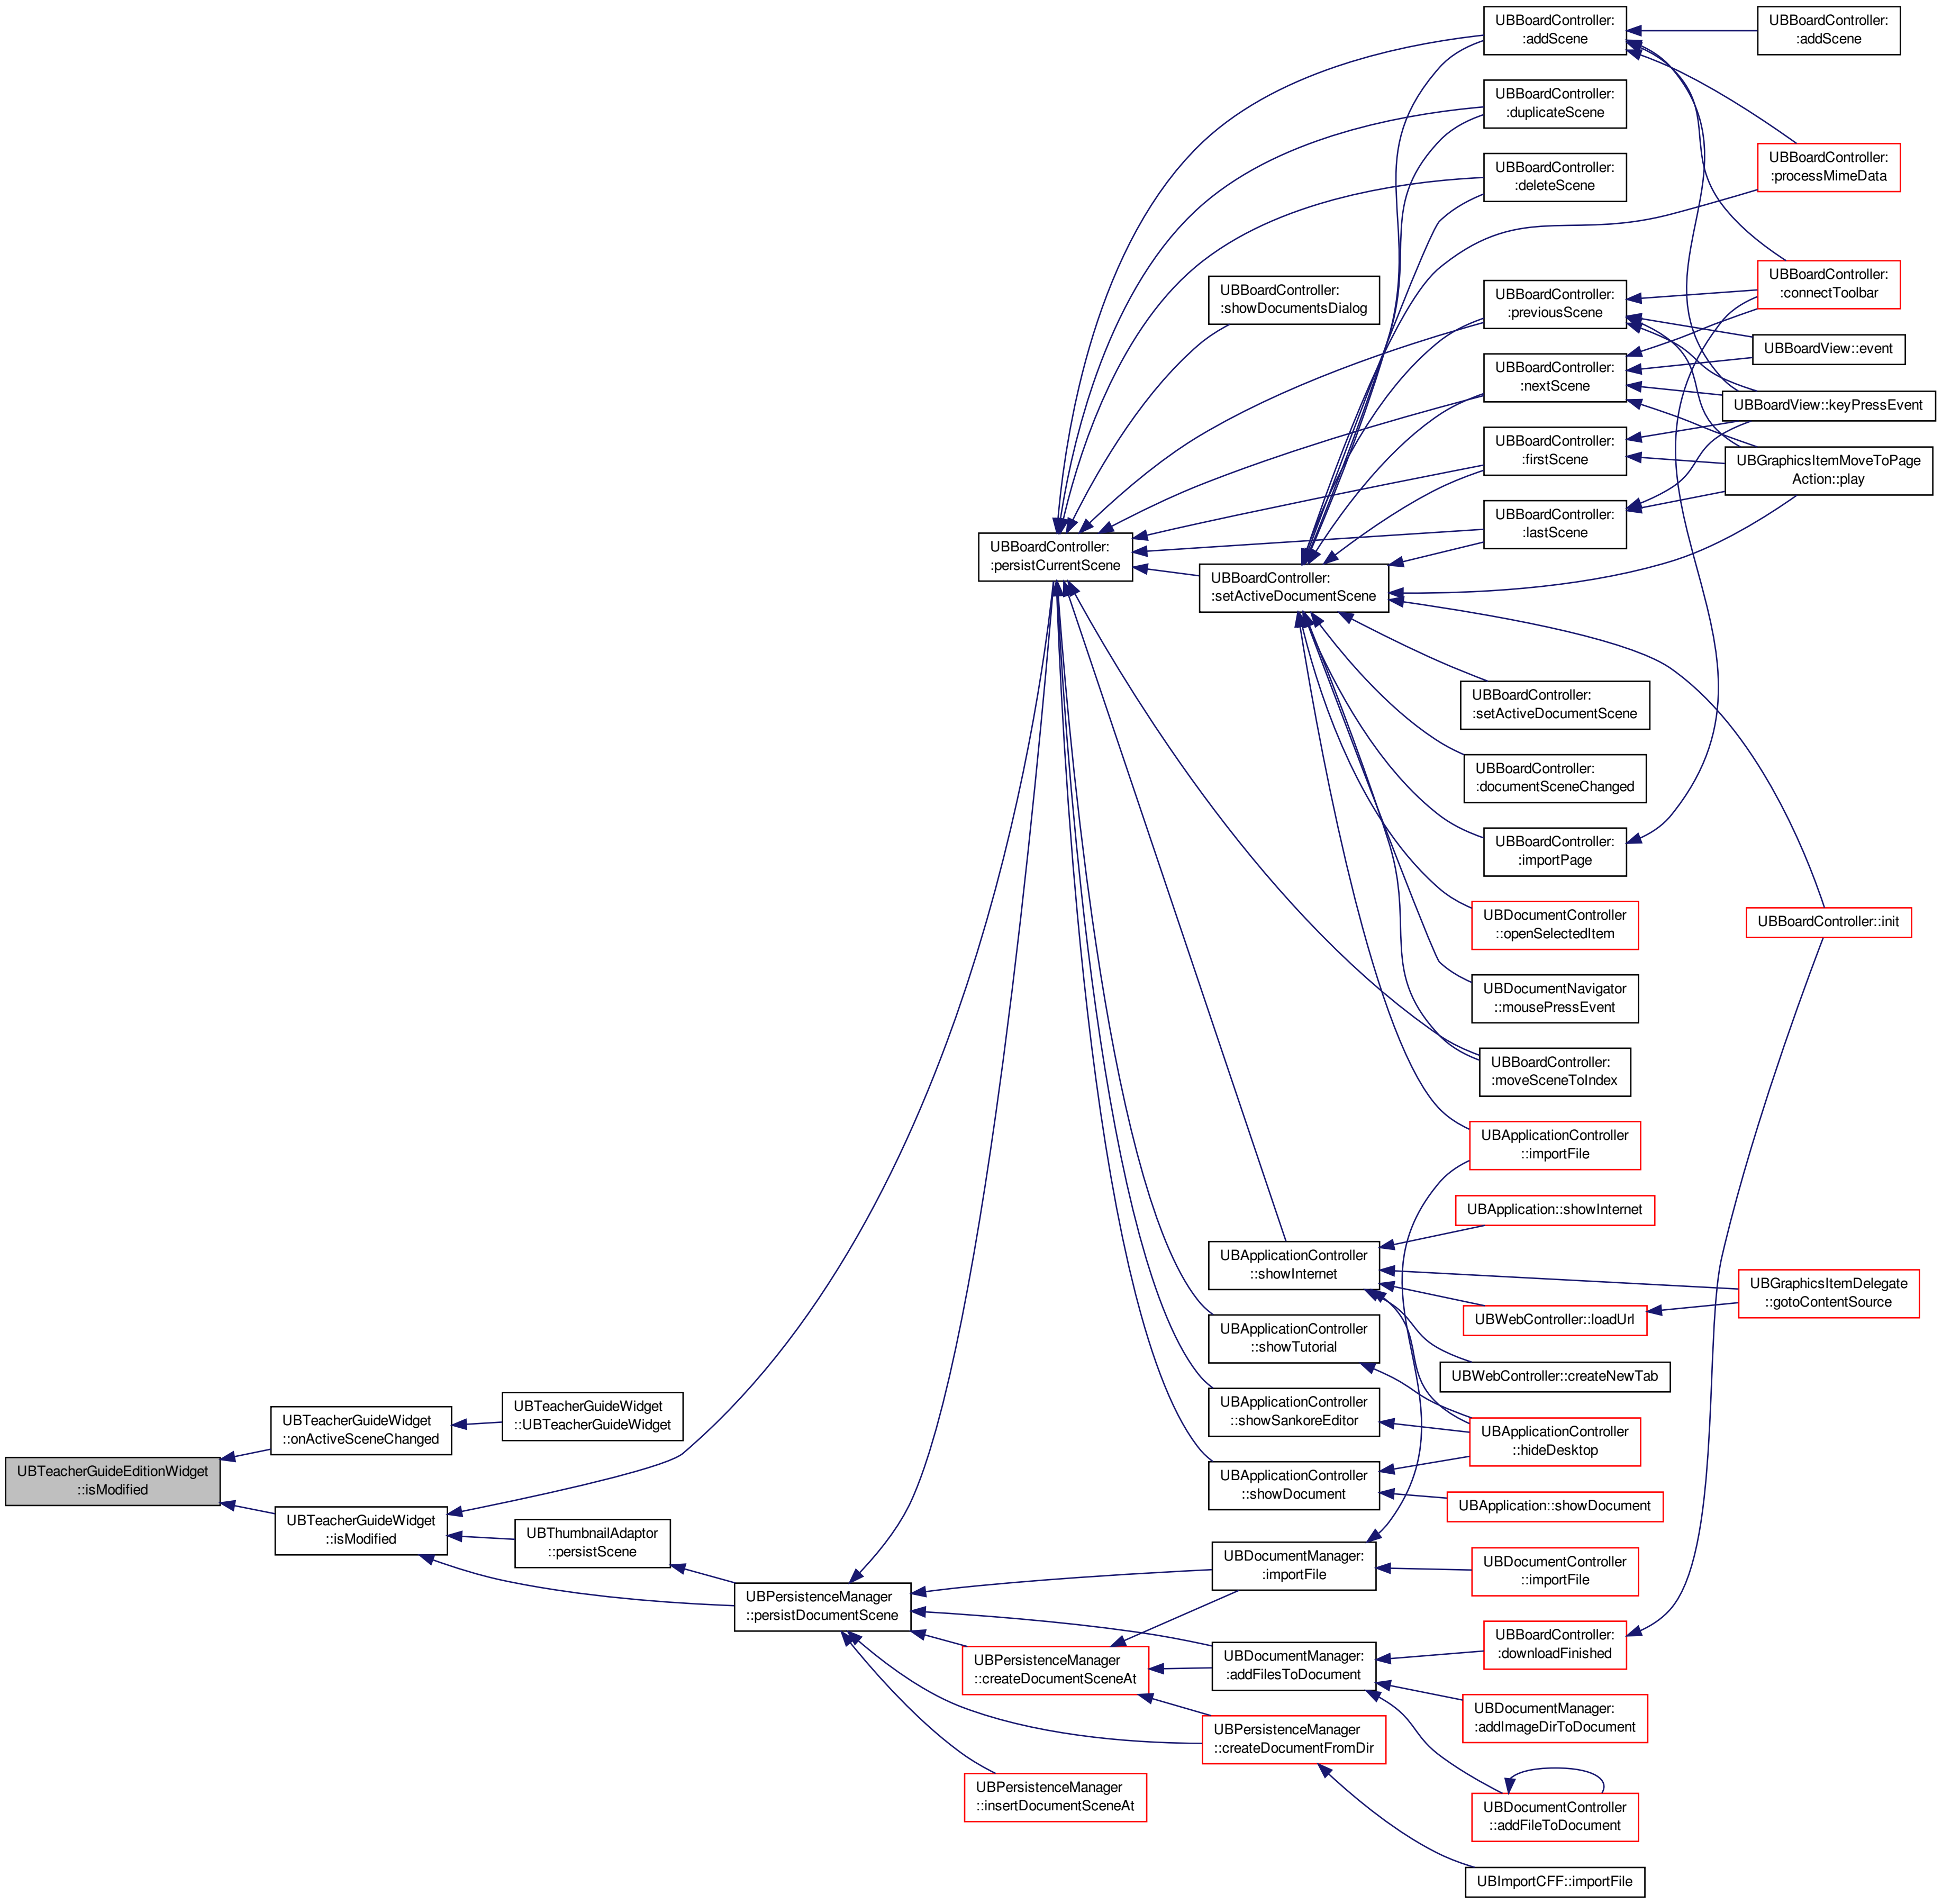 UBBoardController:
:addScene
UBBoardController:
:addScene
UBBoardController:
:duplicateScene
UBBoardController:
:processMimeData
UBBoardController:
:deleteScene
UBBoardController:
:connectToolbar
UBBoardController:
:showDocumentsDialog
UBBoardController:
:previousScene
UBBoardView::event
UBBoardController:
:nextScene
UBBoardView::keyPressEvent
UBBoardController:
:firstScene
UBGraphicsItemMoveToPage
Action::play
UBBoardController:
:lastScene
UBBoardController:
:persistCurrentScene
UBBoardController:
:setActiveDocumentScene
UBBoardController:
:setActiveDocumentScene
UBBoardController:
:documentSceneChanged
UBBoardController:
:importPage
UBDocumentController
::openSelectedItem
UBBoardController::init
UBDocumentNavigator
::mousePressEvent
UBBoardController:
:moveSceneToIndex
UBApplicationController
::importFile
UBApplication::showInternet
UBApplicationController
::showInternet
UBGraphicsItemDelegate
::gotoContentSource
UBWebController::loadUrl
UBApplicationController
::showTutorial
UBWebController::createNewTab
UBTeacherGuideWidget
::UBTeacherGuideWidget
UBTeacherGuideWidget
::onActiveSceneChanged
UBApplicationController
::showSankoreEditor
UBApplicationController
::hideDesktop
UBTeacherGuideEditionWidget
::isModified
UBApplicationController
::showDocument
UBApplication::showDocument
UBTeacherGuideWidget
::isModified
UBThumbnailAdaptor
::persistScene
UBDocumentManager:
:importFile
UBDocumentController
::importFile
UBPersistenceManager
::persistDocumentScene
UBBoardController:
:downloadFinished
UBPersistenceManager
::createDocumentSceneAt
UBDocumentManager:
:addFilesToDocument
UBDocumentManager:
:addImageDirToDocument
UBPersistenceManager
::createDocumentFromDir
UBPersistenceManager
::insertDocumentSceneAt
UBDocumentController
::addFileToDocument
UBImportCFF::importFile